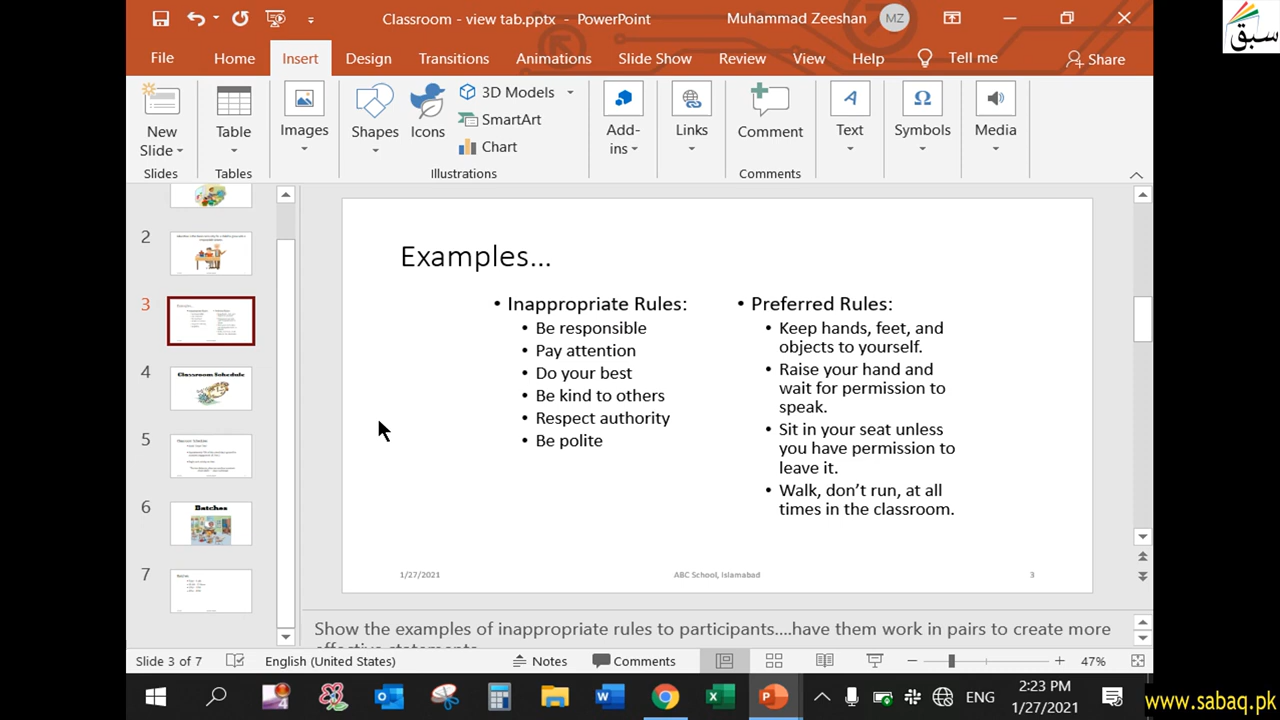 Classroom - view tab.pptx - PowerPoint
Muhammad Zeeshan MZ
سبق
File Home Insert Design Transitions Animations Slide Show Review View Help Tell me Share
New Slide
Table
Images
Shapes
Icons
3D Models
SmartArt
Chart
Add-ins
Links
Comment
Text
Symbols
Media
Slides Tables Illustrations Comments
2
3
4
Classroom Schedule
5
6
Batches
7
Examples...
• Inappropriate Rules:
• Be responsible
• Pay attention
• Do your best
• Be kind to others
• Respect authority
• Be polite
• Preferred Rules:
• Keep hands, feet, and
objects to yourself.
• Raise your hand and
wait for permission to
speak.
• Sit in your seat unless
you have permission to
leave it.
• Walk, don't run, at all
times in the classroom.
1/27/2021 ABC School, Islamabad 3
Show the examples of inappropriate rules to participants....have them work in pairs to create more
effective statements
Slide 3 of 7 English (United States) Notes Comments 47%
ENG 2:23 PM
1/27/2021
www.sabaq.pk